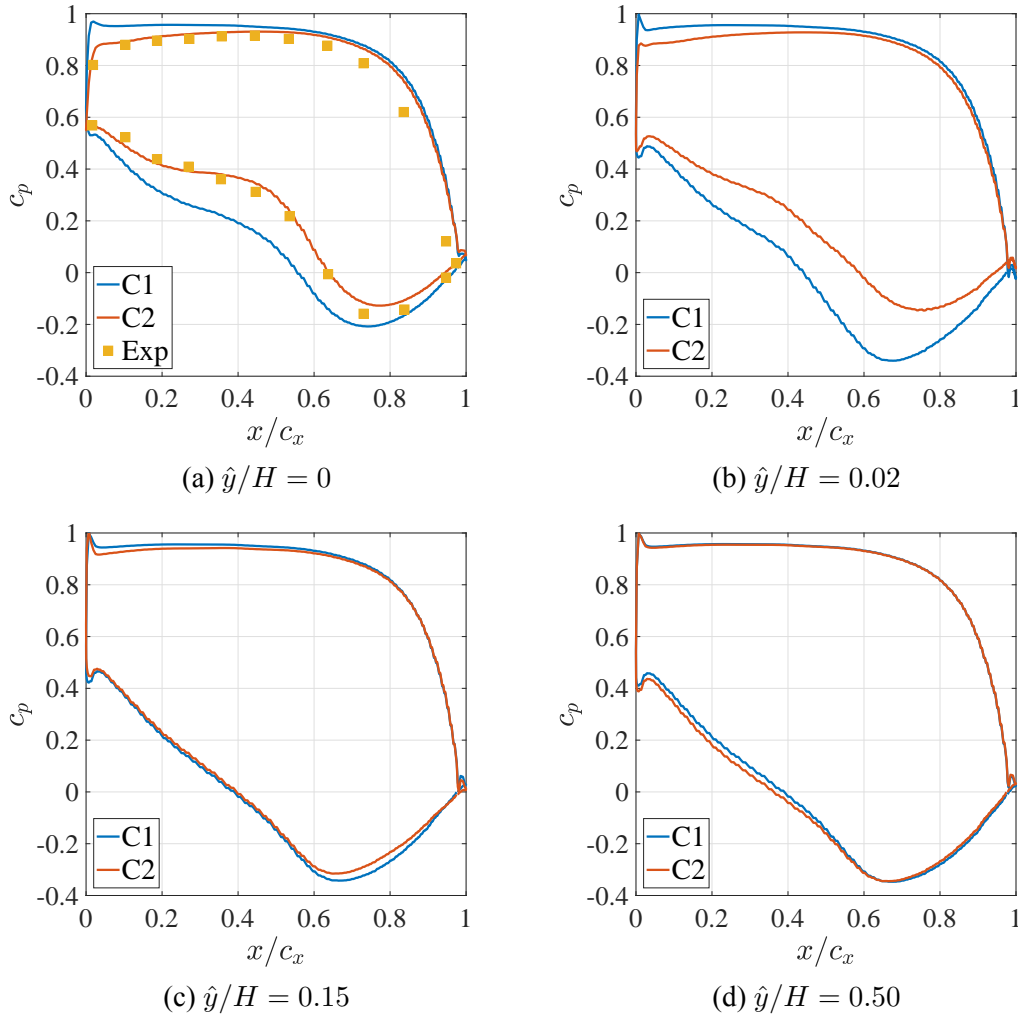 1
0.8
0.6
0.4
0.2
0
-0.2
-0.4
c_p
C1
C2
Exp
0 0.2 0.4 0.6 0.8 1
x/c_x
(a) ŷ/H = 0
1
0.8
0.6
0.4
0.2
0
-0.2
-0.4
c_p
C1
C2
0 0.2 0.4 0.6 0.8 1
x/c_x
(b) ŷ/H = 0.02
1
0.8
0.6
0.4
0.2
0
-0.2
-0.4
c_p
C1
C2
0 0.2 0.4 0.6 0.8 1
x/c_x
(c) ŷ/H = 0.15
1
0.8
0.6
0.4
0.2
0
-0.2
-0.4
c_p
C1
C2
0 0.2 0.4 0.6 0.8 1
x/c_x
(d) ŷ/H = 0.50